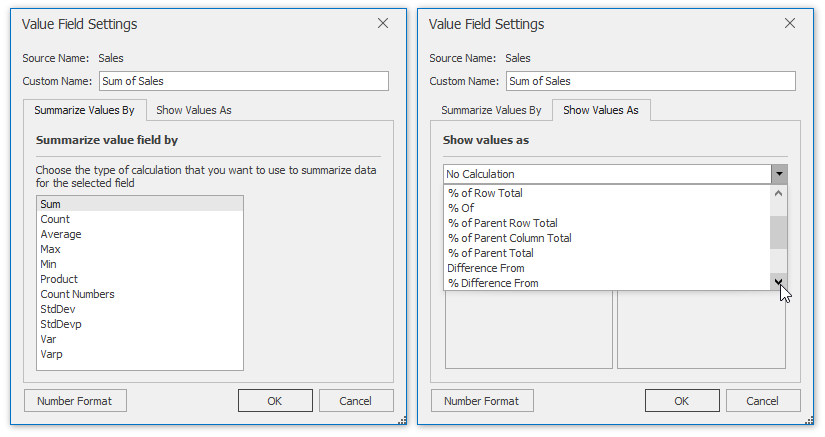 Value Field Settings
Source Name: Sales
Custom Name: Sum of Sales
Summarize Values By Show Values As
Summarize value field by
Choose the type of calculation that you want to use to summarize data
for the selected field
Sum
Count
Average
Max
Min
Product
Count Numbers
StdDev
StdDevp
Var
Varp
Number Format OK Cancel
Value Field Settings
Source Name: Sales
Custom Name: Sum of Sales
Summarize Values By Show Values As
Show values as
No Calculation
% of Row Total
% Of
% of Parent Row Total
% of Parent Column Total
% of Parent Total
Difference From
% Difference From
Number Format OK Cancel